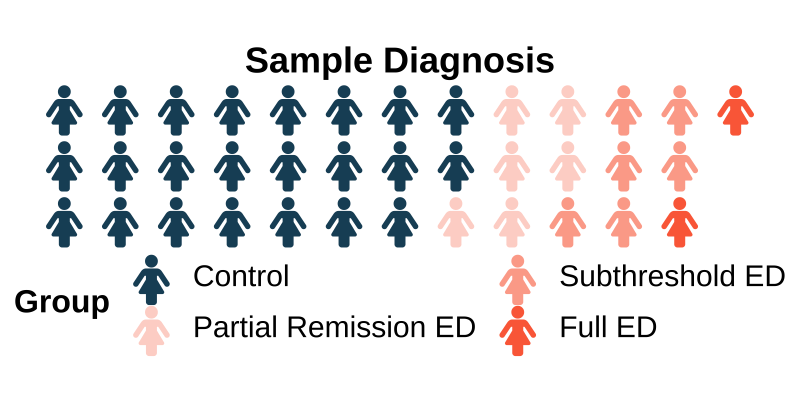 Sample Diagnosis
Control
Subthreshold ED
Group
Partial Remission ED
Full ED